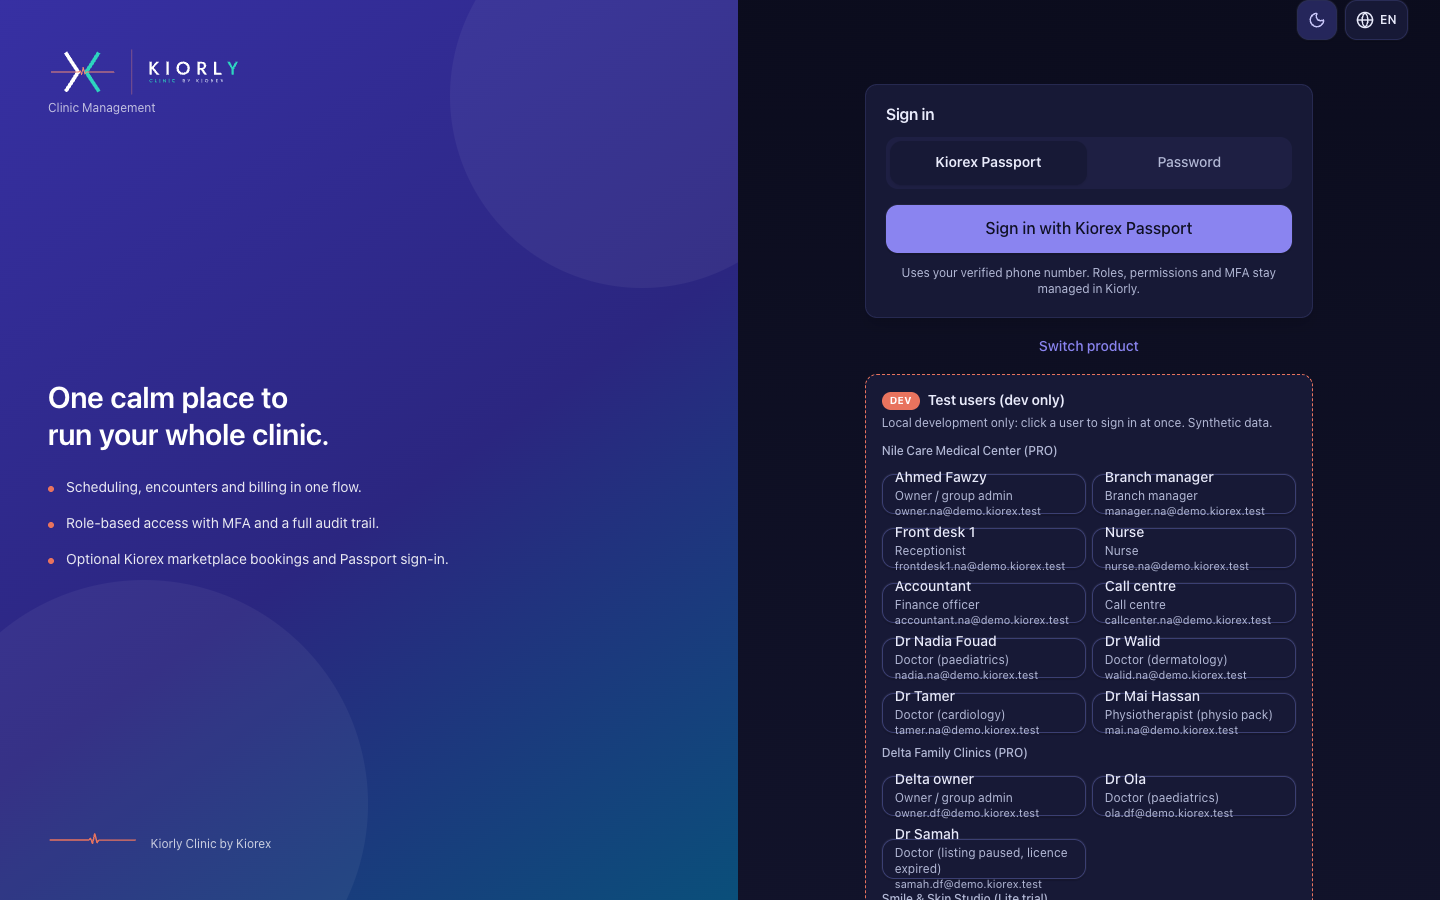 KIORLY
CLINIC BY KIOREX
Clinic Management
One calm place to
run your whole clinic.
Scheduling, encounters and billing in one flow.
Role-based access with MFA and a full audit trail.
Optional Kiorex marketplace bookings and Passport sign-in.
Kiorly Clinic by Kiorex
EN
Sign in
Kiorex Passport
Password
Sign in with Kiorex Passport
Uses your verified phone number. Roles, permissions and MFA stay
managed in Kiorly.
Switch product
DEV Test users (dev only)
Local development only: click a user to sign in at once. Synthetic data.
Nile Care Medical Center (PRO)
Ahmed Fawzy
Owner / group admin
owner.na@demo.kiorex.test
Branch manager
Branch manager
manager.na@demo.kiorex.test
Front desk 1
Receptionist
frontdesk1.na@demo.kiorex.test
Nurse
Nurse
nurse.na@demo.kiorex.test
Accountant
Finance officer
accountant.na@demo.kiorex.test
Call centre
Call centre
callcenter.na@demo.kiorex.test
Dr Nadia Fouad
Doctor (paediatrics)
nadia.na@demo.kiorex.test
Dr Walid
Doctor (dermatology)
walid.na@demo.kiorex.test
Dr Tamer
Doctor (cardiology)
tamer.na@demo.kiorex.test
Dr Mai Hassan
Physiotherapist (physio pack)
mai.na@demo.kiorex.test
Delta Family Clinics (PRO)
Delta owner
Owner / group admin
owner.df@demo.kiorex.test
Dr Ola
Doctor (paediatrics)
ola.df@demo.kiorex.test
Dr Samah
Doctor (listing paused, licence
expired)
samah.df@demo.kiorex.test
Smile & Skin Studio (Lite trial)